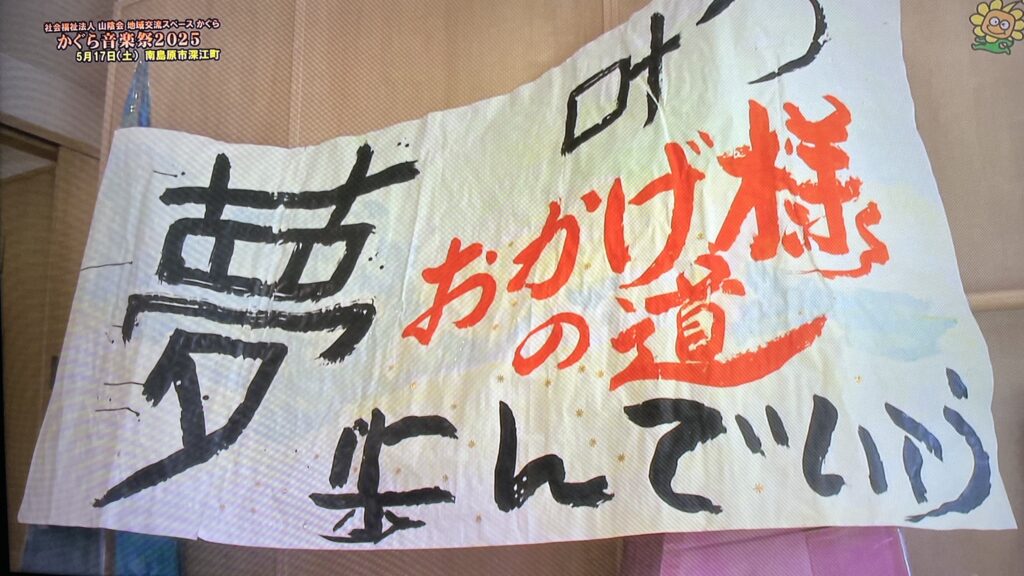 社会福祉法人 山陰会 地域交流スペース かぐら
かぐら音楽祭2025
5月17日(土) 南島原市深江町
夢叶う
おかげ様
の道
歩んでいこう